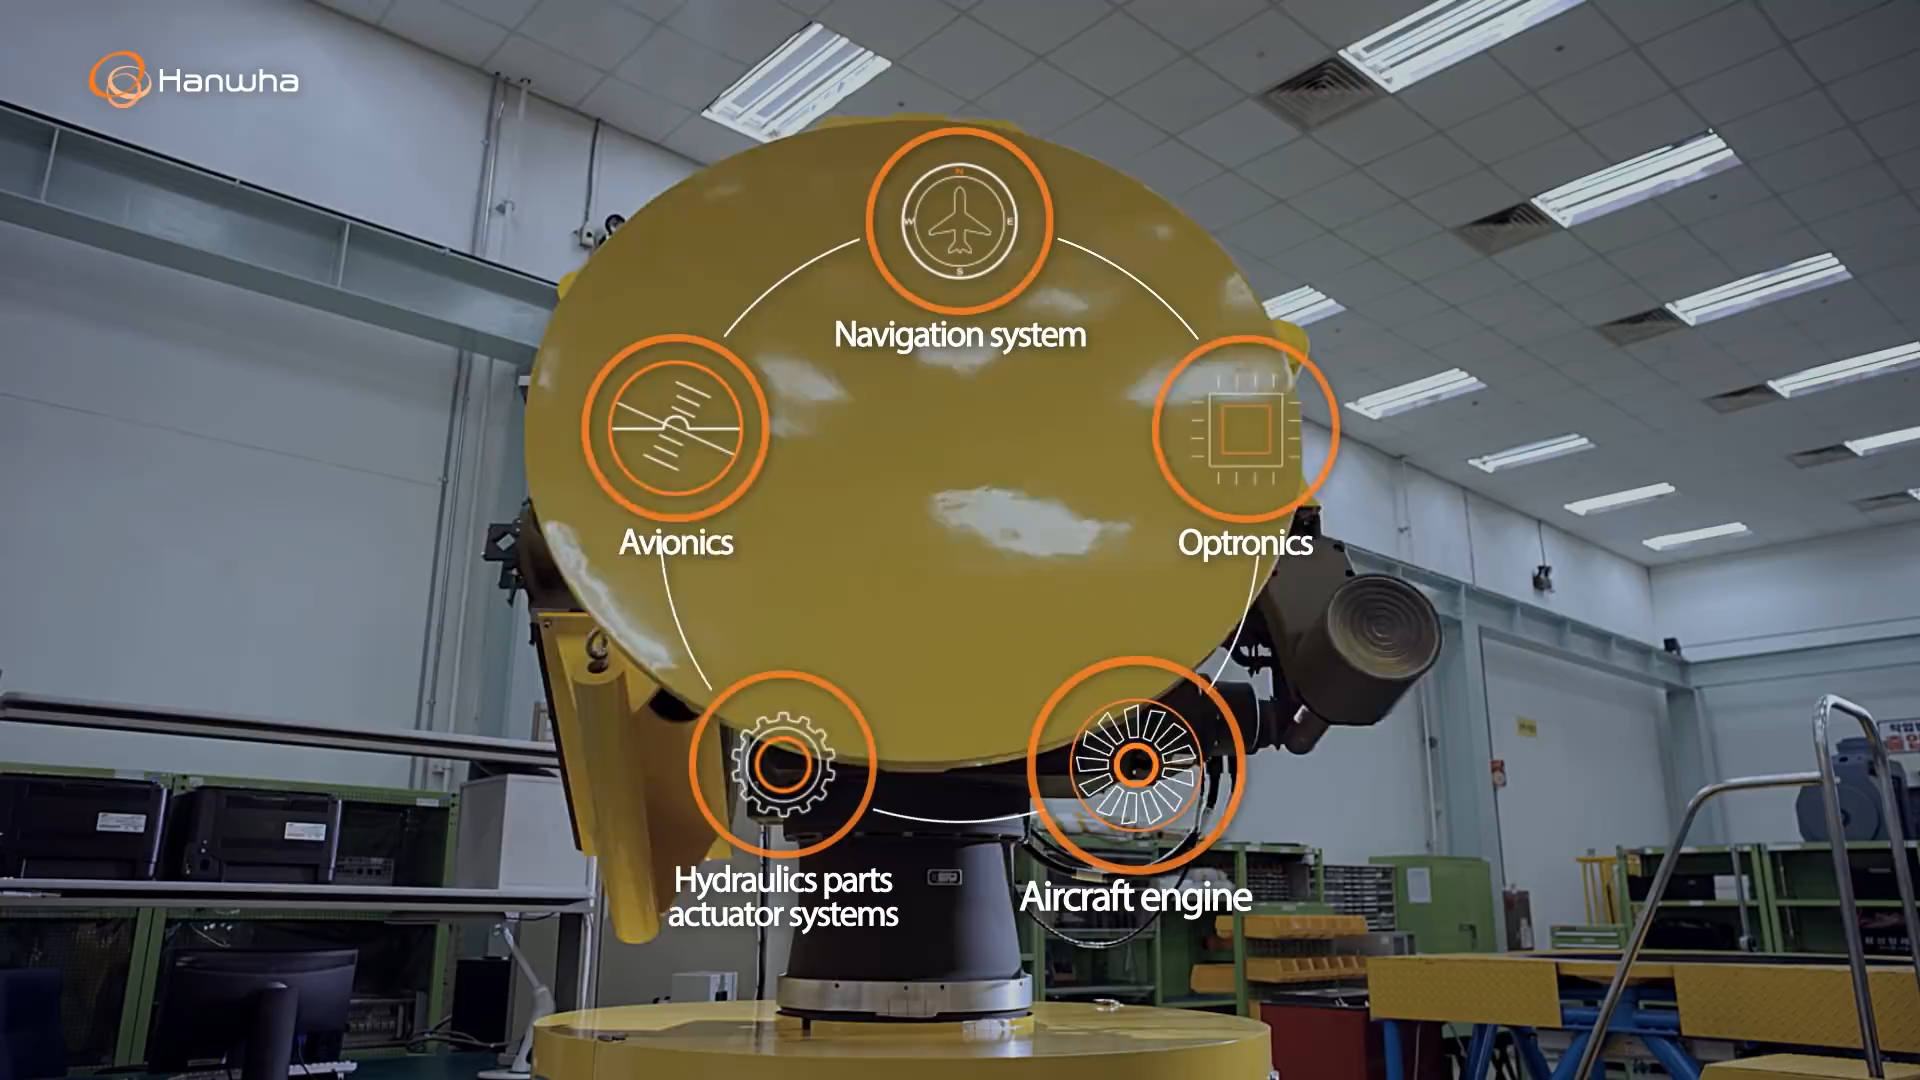 Hanwha
N
W
E
S
Navigation system
Avionics
Optronics
Hydraulics parts
actuator systems
Aircraft engine